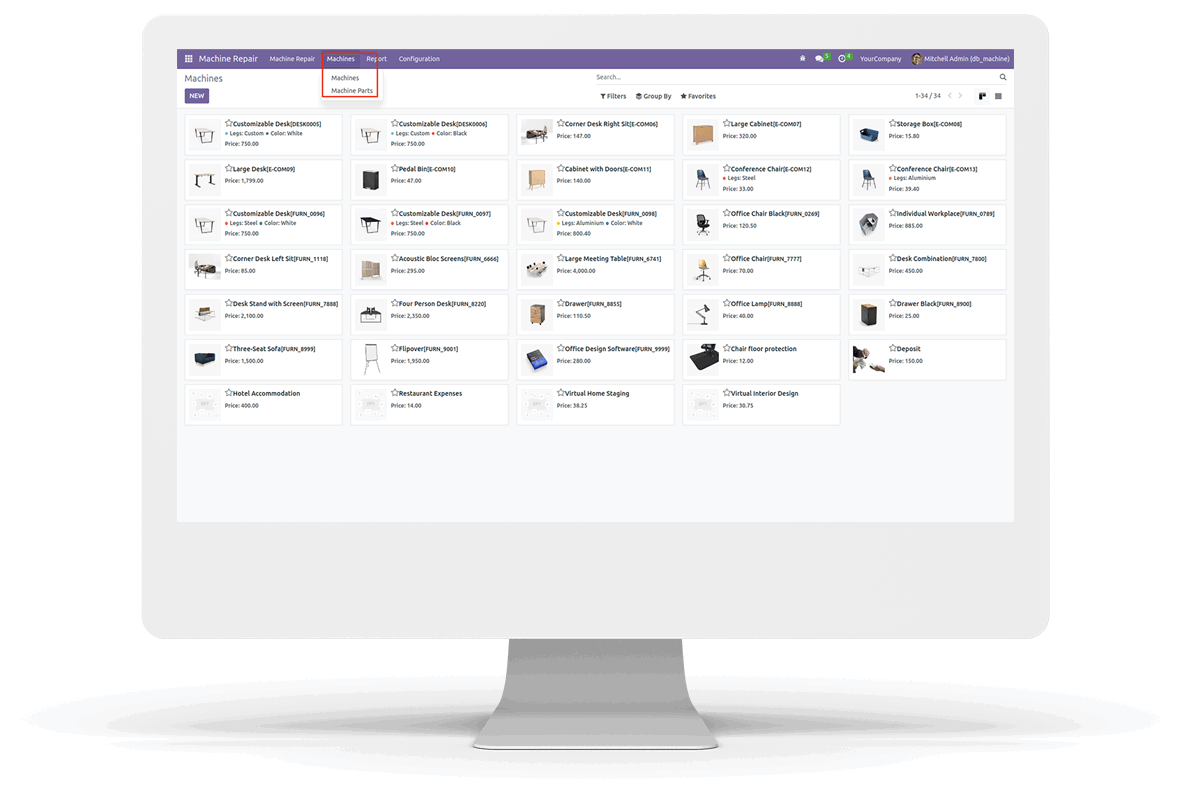 Machine Repair Machine Repair Machines Report Configuration 5 4 YourCompany Mitchell Admin (db_machine)
Machines Machines Search...
NEW Machine Parts Filters Group By Favorites 1-34 / 34
Customizable Desk[DESK0005] Customizable Desk[DESK0006] Corner Desk Right Sit[E-COM06] Large Cabinet[E-COM07] Storage Box[E-COM08]
Legs: Custom Color: White Legs: Custom Color: Black Price: 147.00 Price: 320.00 Price: 15.80
Price: 750.00 Price: 750.00
Large Desk[E-COM09] Pedal Bin[E-COM10] Cabinet with Doors[E-COM11] Conference Chair[E-COM12] Conference Chair[E-COM13]
Price: 1,799.00 Price: 47.00 Price: 140.00 Legs: Steel Legs: Aluminium
Price: 33.00 Price: 39.40
Customizable Desk[FURN_0096] Customizable Desk[FURN_0097] Customizable Desk[FURN_0098] Office Chair Black[FURN_0269] Individual Workplace[FURN_0789]
Legs: Steel Color: White Legs: Steel Color: Black Legs: Aluminium Color: White Price: 120.50 Price: 885.00
Price: 750.00 Price: 750.00 Price: 800.40
Corner Desk Left Sit[FURN_1118] Acoustic Bloc Screens[FURN_6666] Large Meeting Table[FURN_6741] Office Chair[FURN_7777] Desk Combination[FURN_7800]
Price: 85.00 Price: 295.00 Price: 4,000.00 Price: 70.00 Price: 450.00
Desk Stand with Screen[FURN_7888] Four Person Desk[FURN_8220] Drawer[FURN_8855] Office Lamp[FURN_8888] Drawer Black[FURN_8900]
Price: 2,100.00 Price: 2,350.00 Price: 110.50 Price: 40.00 Price: 25.00
Three-Seat Sofa[FURN_8999] Flipover[FURN_9001] Office Design Software[FURN_9999] Chair floor protection Deposit
Price: 1,500.00 Price: 1,950.00 Price: 280.00 Price: 12.00 Price: 150.00
Hotel Accommodation Restaurant Expenses Virtual Home Staging Virtual Interior Design
Price: 400.00 Price: 14.00 Price: 38.25 Price: 30.75